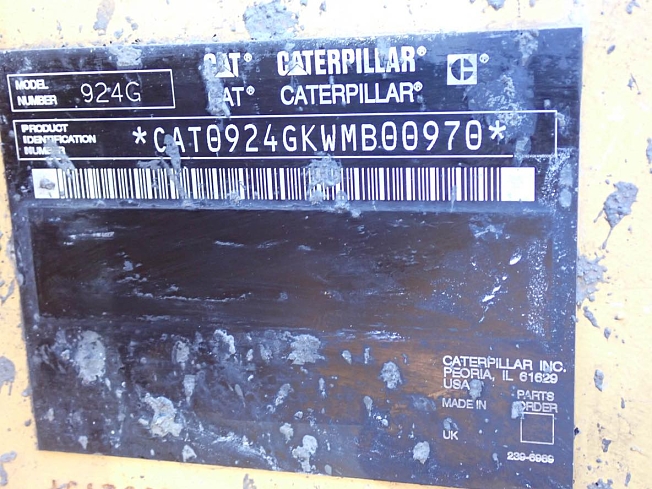 CAT® CATERPILLAR® C®
CAT® CATERPILLAR®
MODEL NUMBER 924G
PRODUCT
IDENTIFICATION
NUMBER
*CAT0924GKWMB00970*
CATERPILLAR INC.
PEORIA, IL 61629
USA
MADE IN
UK
PARTS
ORDER
239-6969